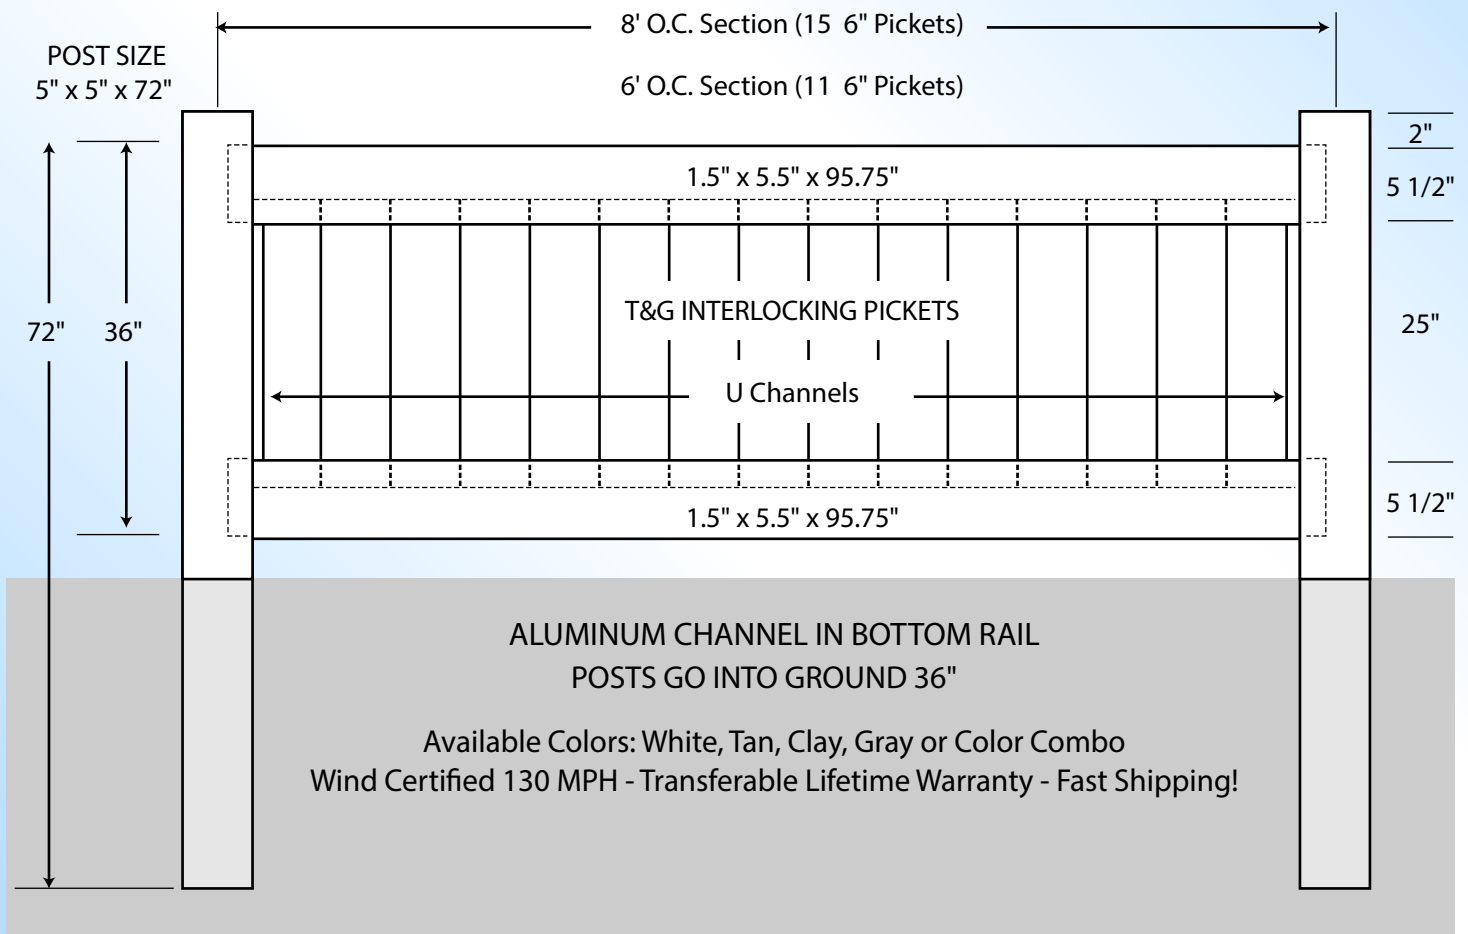 8' O.C. Section (15  6" Pickets)
POST SIZE
5" x 5" x 72"
6' O.C. Section (11  6" Pickets)
2"
1.5" x 5.5" x 95.75"
5 1/2"
T&G INTERLOCKING PICKETS
72"
36"
25"
U Channels
1.5" x 5.5" x 95.75"
5 1/2"
ALUMINUM CHANNEL IN BOTTOM RAIL
POSTS GO INTO GROUND 36"
Available Colors: White, Tan, Clay, Gray or Color Combo
Wind Certified 130 MPH - Transferable Lifetime Warranty - Fast Shipping!